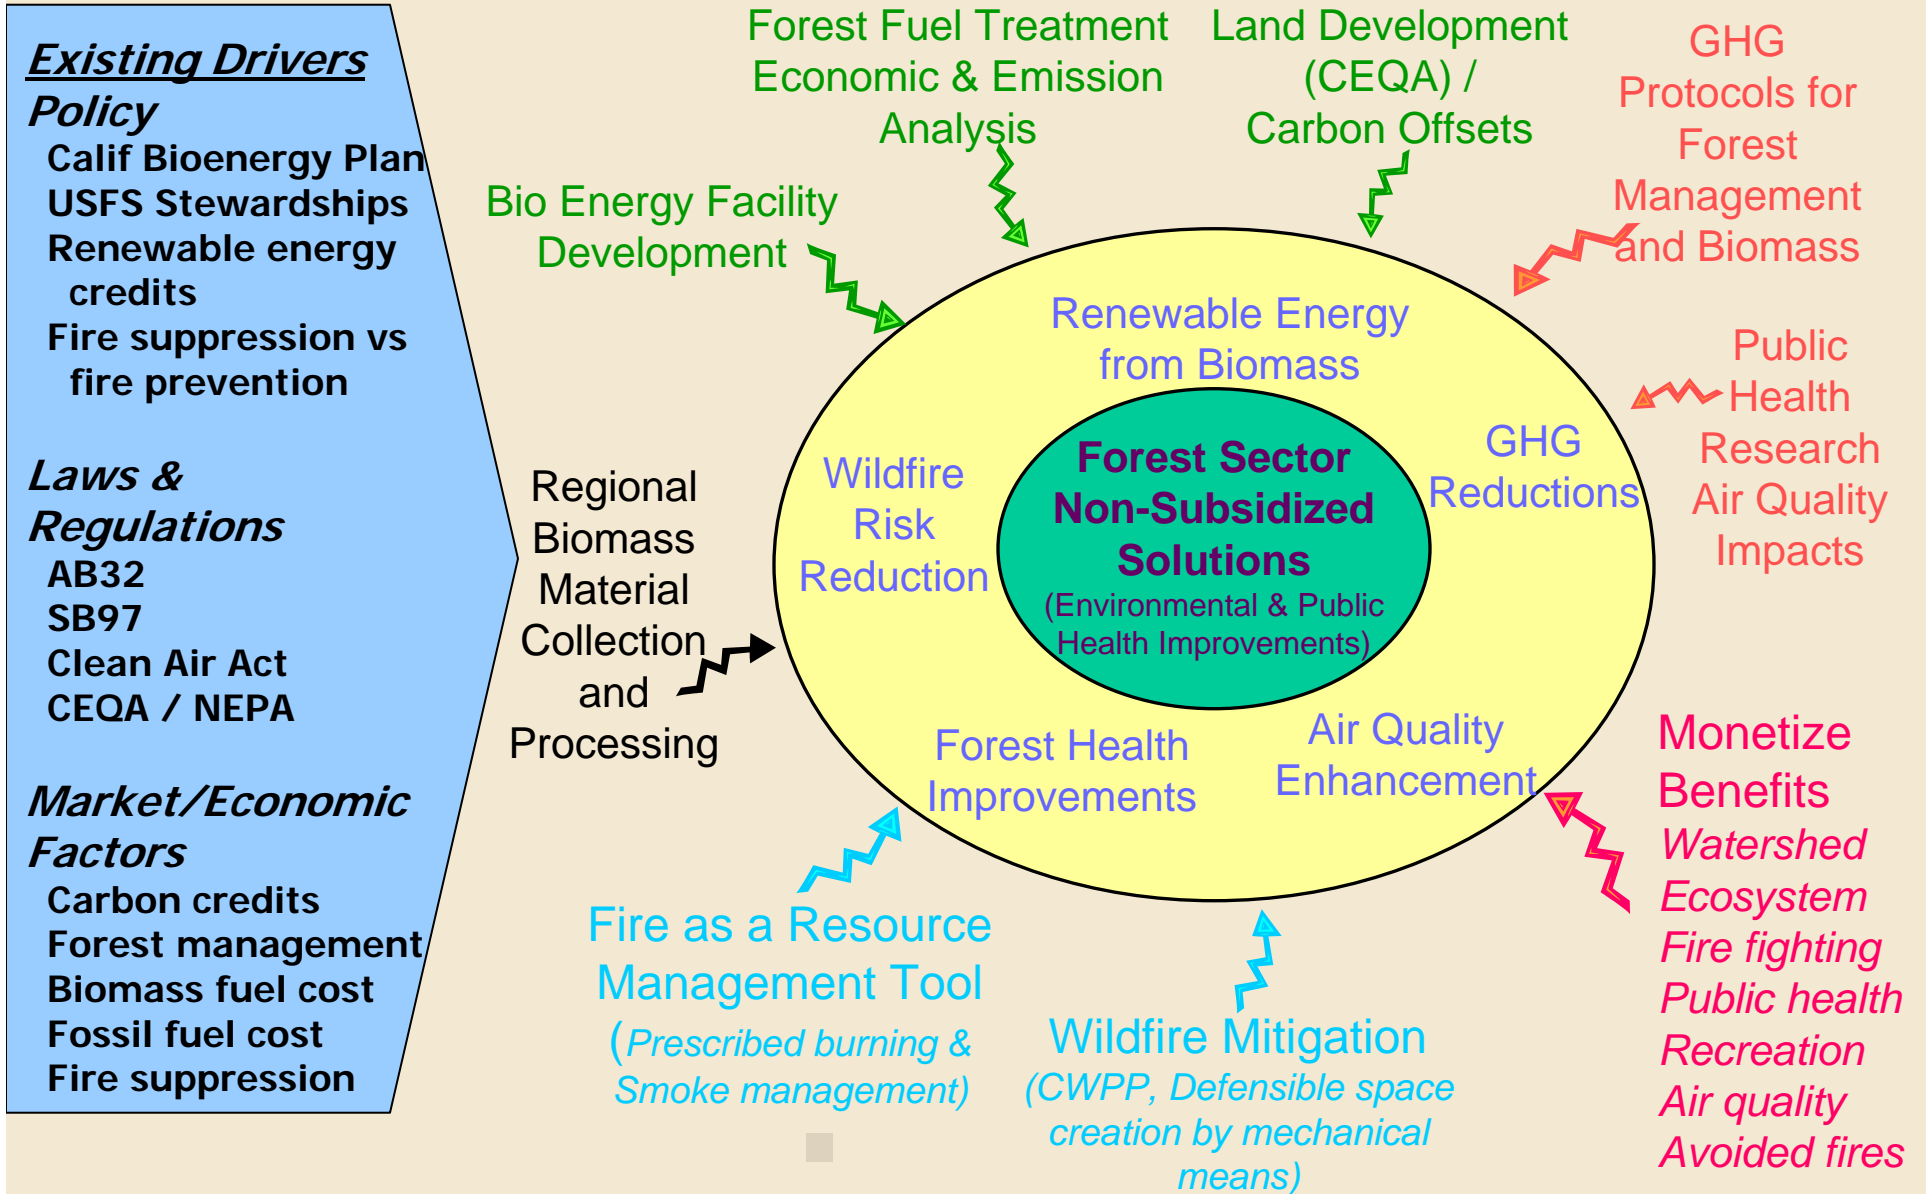 Existing Drivers
Policy
Calif Bioenergy Plan
USFS Stewardships
Renewable energy
credits
Fire suppression vs
fire prevention
Laws &
Regulations
AB32
SB97
Clean Air Act
CEQA / NEPA
Market/Economic
Factors
Carbon credits
Forest management
Biomass fuel cost
Fossil fuel cost
Fire suppression
Forest Fuel Treatment
Economic & Emission
Analysis
Land Development
(CEQA) /
Carbon Offsets
GHG
Protocols for
Forest
Management
and Biomass
Bio Energy Facility
Development
Public
Health
Research
Air Quality
Impacts
Regional
Biomass
Material
Collection
and
Processing
Renewable Energy
from Biomass
Wildfire
Risk
Reduction
GHG
Reductions
Forest Sector
Non-Subsidized
Solutions
(Environmental & Public
Health Improvements)
Forest Health
Improvements
Air Quality
Enhancement
Monetize
Benefits
Watershed
Ecosystem
Fire fighting
Public health
Recreation
Air quality
Avoided fires
Fire as a Resource
Management Tool
(Prescribed burning &
Smoke management)
Wildfire Mitigation
(CWPP, Defensible space
creation by mechanical
means)